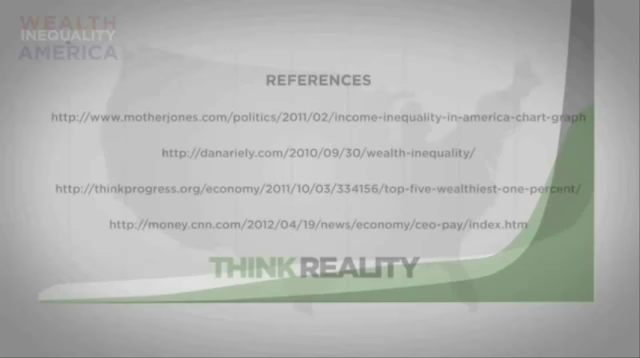 WEALTH
INEQUALITY
AMERICA
REFERENCES
http://www.motherjones.com/politics/2011/02/income-inequality-in-america-chart-graph
http://danariely.com/2010/09/30/wealth-inequality/
http://thinkprogress.org/economy/2011/10/03/334156/top-five-wealthiest-one-percent/
http://money.cnn.com/2012/04/19/news/economy/ceo-pay/index.htm
THINKREALITY